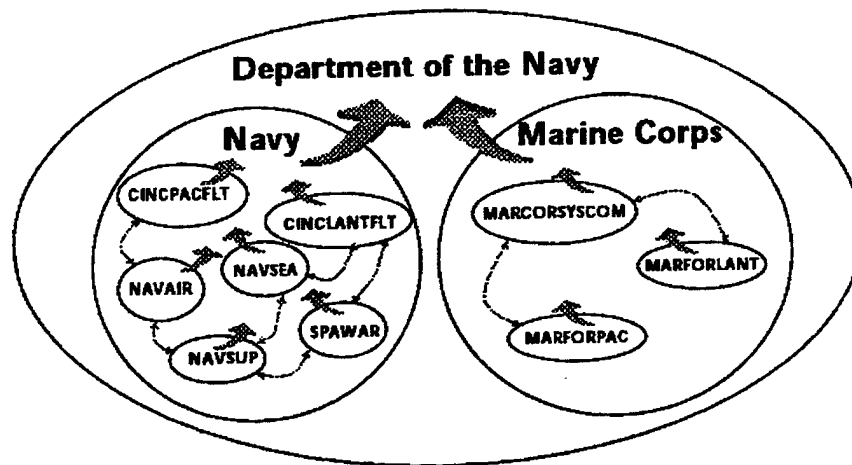 Department of the Navy
Navy
Marine Corps
CINCPACFLT
CINCLANTFLT
NAVAIR
NAVSEA
NAVSUP
SPAWAR
MARCORSYSCOM
MARFORLANT
MARFORPAC